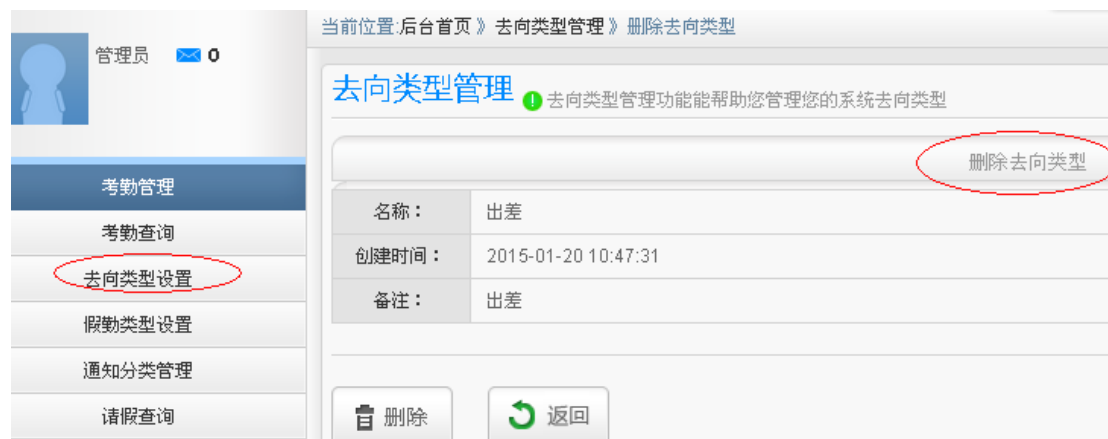 当前位置:后台首页》去向类型管理》删除去向类型
管理员 0
去向类型管理 去向类型管理功能能帮助您管理您的系统去向类型
删除去向类型
考勤管理
考勤查询
去向类型设置
假勤类型设置
通知分类管理
请假查询
名称： 出差
创建时间： 2015-01-20 10:47:31
备注： 出差
删除 返回